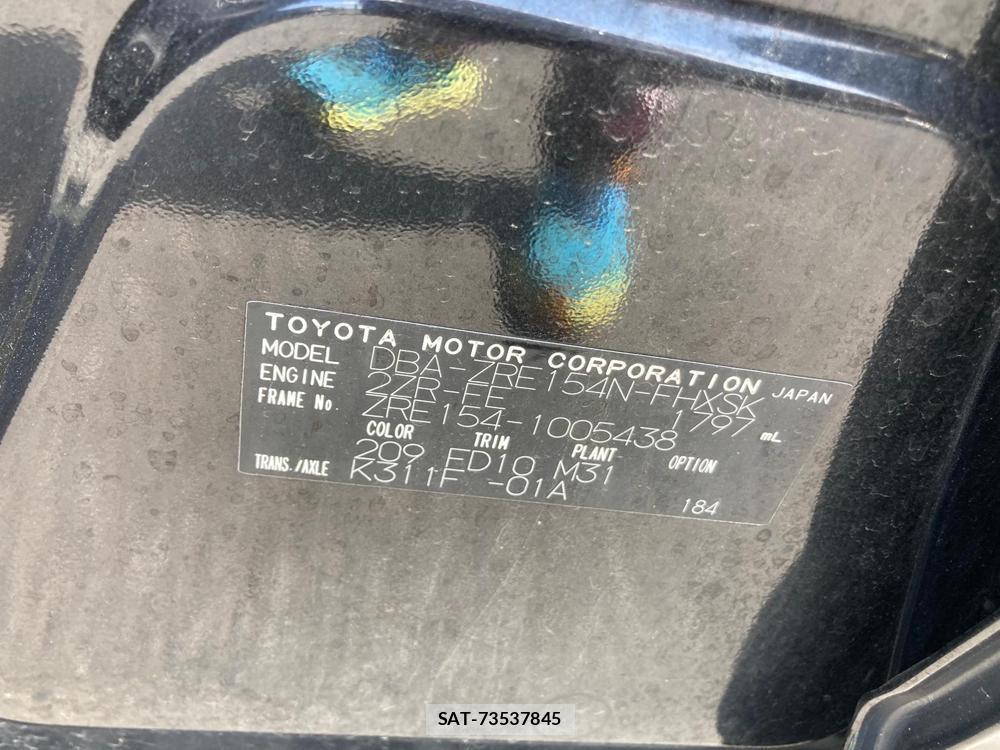 TOYOTA MOTOR CORPORATION JAPAN
MODEL DBA-ZRE154N-FHXSK
ENGINE 2ZR-FE 1797 mL
FRAME No. ZRE154-1005438
COLOR TRIM PLANT OPTION
209 ED10 M31
TRANS./AXLE K311F -01A
184
SAT-73537845